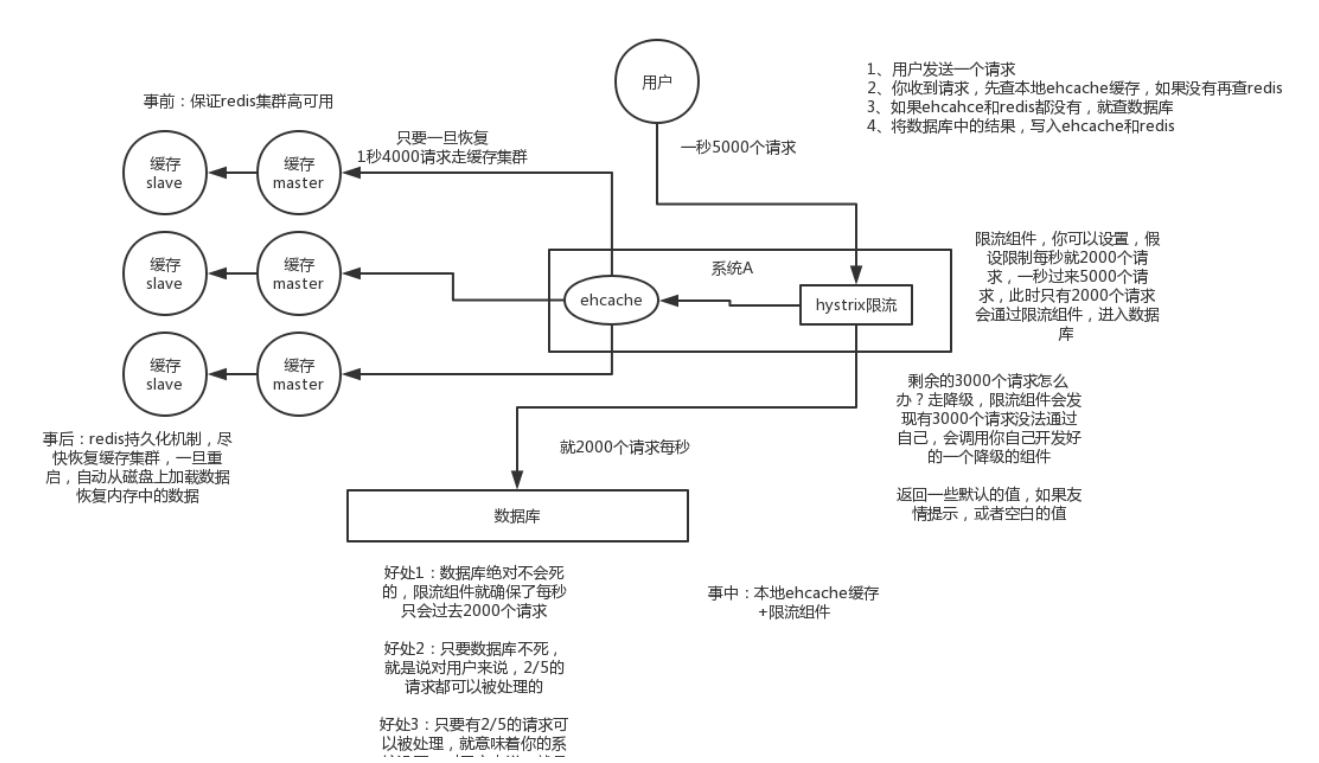 用户
1、用户发送一个请求
2、你收到请求，先查本地ehcache缓存，如果没有再查redis
3、如果ehcahce和redis都没有，就查数据库
4、将数据库中的结果，写入ehcache和redis
事前：保证redis集群高可用
只要一旦恢复
1秒4000请求走缓存集群
一秒5000个请求
缓存
slave
缓存
master
缓存
slave
缓存
master
缓存
slave
缓存
master
系统A
ehcache
hystrix限流
限流组件，你可以设置，假
设限制每秒就2000个请
求，一秒过来5000个请
求，此时只有2000个请求
会通过限流组件，进入数据
库
剩余的3000个请求怎么
办？走降级，限流组件会发
现有3000个请求没法通过
自己，会调用你自己开发好
的一个降级的组件
返回一些默认的值，如果友
情提示，或者空白的值
事后：redis持久化机制，尽
快恢复缓存集群，一旦重
启，自动从磁盘上加载数据
恢复内存中的数据
就2000个请求每秒
数据库
好处1：数据库绝对不会死
的，限流组件就确保了每秒
只会过去2000个请求
好处2：只要数据库不死，
就是说对用户来说，2/5的
请求都可以被处理的
好处3：只要有2/5的请求可
以被处理，就意味着你的系
事中：本地ehcache缓存
+限流组件